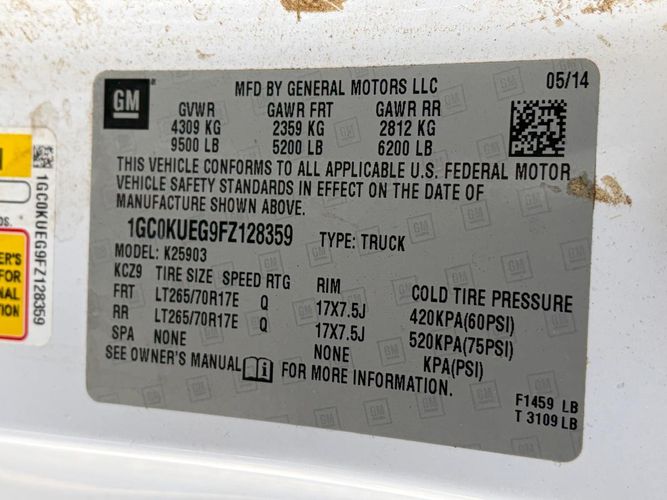 GM
MFD BY GENERAL MOTORS LLC 05/14
GVWR GAWR FRT GAWR RR
4309 KG 2359 KG 2812 KG
9500 LB 5200 LB 6200 LB
THIS VEHICLE CONFORMS TO ALL APPLICABLE U.S. FEDERAL MOTOR
VEHICLE SAFETY STANDARDS IN EFFECT ON THE DATE OF
MANUFACTURE SHOWN ABOVE.
1GC0KUEG9FZ128359 TYPE: TRUCK
MODEL: K25903
KCZ9 TIRE SIZE SPEED RTG RIM COLD TIRE PRESSURE
FRT LT265/70R17E Q 17X7.5J 420KPA(60PSI)
RR LT265/70R17E Q 17X7.5J 520KPA(75PSI)
SPA NONE NONE KPA(PSI)
SEE OWNER'S MANUAL FOR MORE INFORMATION.
F1459 LB
T 3109 LB
1GC0KUEG9FZ128359
ER'S
FOR
NAL
TION